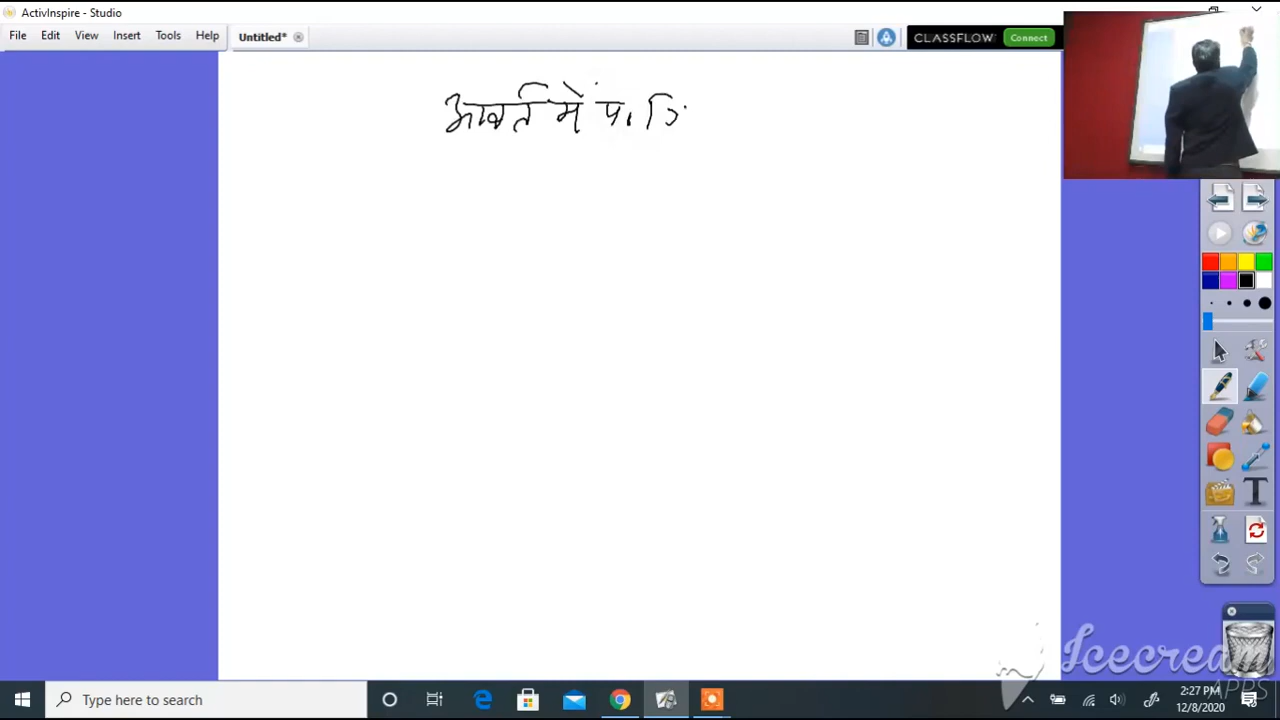 ActivInspire - Studio
File Edit View Insert Tools Help Untitled* CLASSFLOW Connect
आवर्त में प.
Type here to search
2:27 PM
12/8/2020
Icecream
APPS